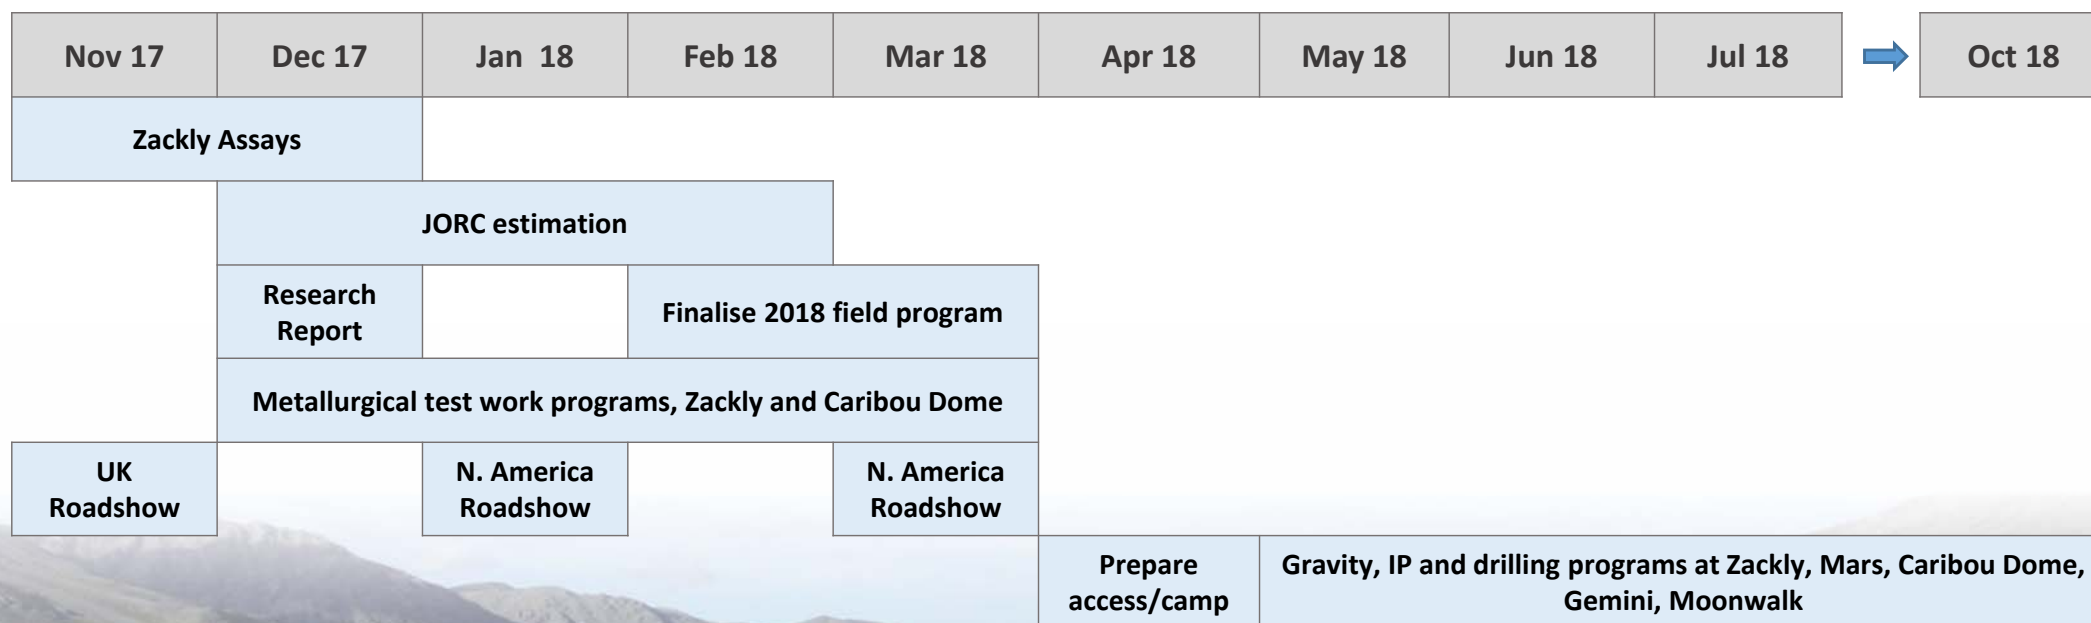 Nov 17 Dec 17 Jan 18 Feb 18 Mar 18 Apr 18 May 18 Jun 18 Jul 18 Oct 18
Zackly Assays
JORC estimation
Research
Report
Finalise 2018 field program
Metallurgical test work programs, Zackly and Caribou Dome
UK
Roadshow
N. America
Roadshow
N. America
Roadshow
Prepare
access/camp
Gravity, IP and drilling programs at Zackly, Mars, Caribou Dome,
Gemini, Moonwalk